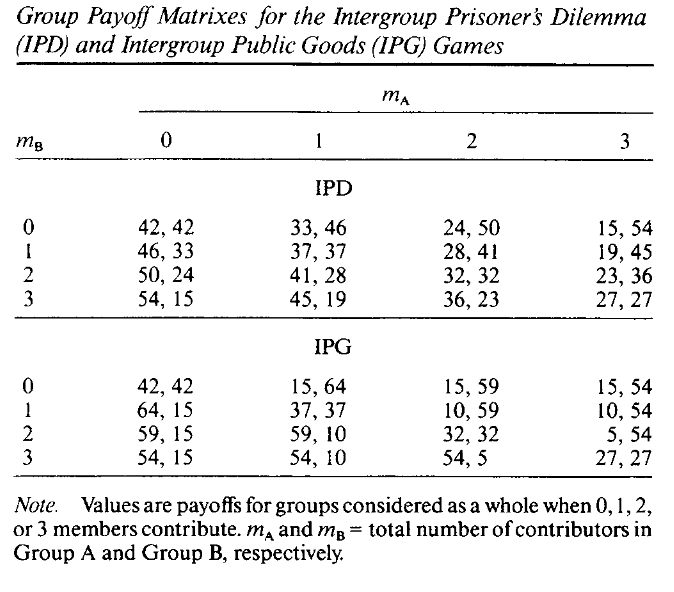 Group Payoff Matrixes for the Intergroup Prisoner's Dilemma
(IPD) and Intergroup Public Goods (IPG) Games
mA
mB 0 1 2 3
IPD
0 42, 42 33, 46 24, 50 15, 54
1 46, 33 37, 37 28, 41 19, 45
2 50, 24 41, 28 32, 32 23, 36
3 54, 15 45, 19 36, 23 27, 27
IPG
0 42, 42 15, 64 15, 59 15, 54
1 64, 15 37, 37 10, 59 10, 54
2 59, 15 59, 10 32, 32 5, 54
3 54, 15 54, 10 54, 5 27, 27
Note. Values are payoffs for groups considered as a whole when 0, 1, 2,
or 3 members contribute. mA and mB = total number of contributors in
Group A and Group B, respectively.